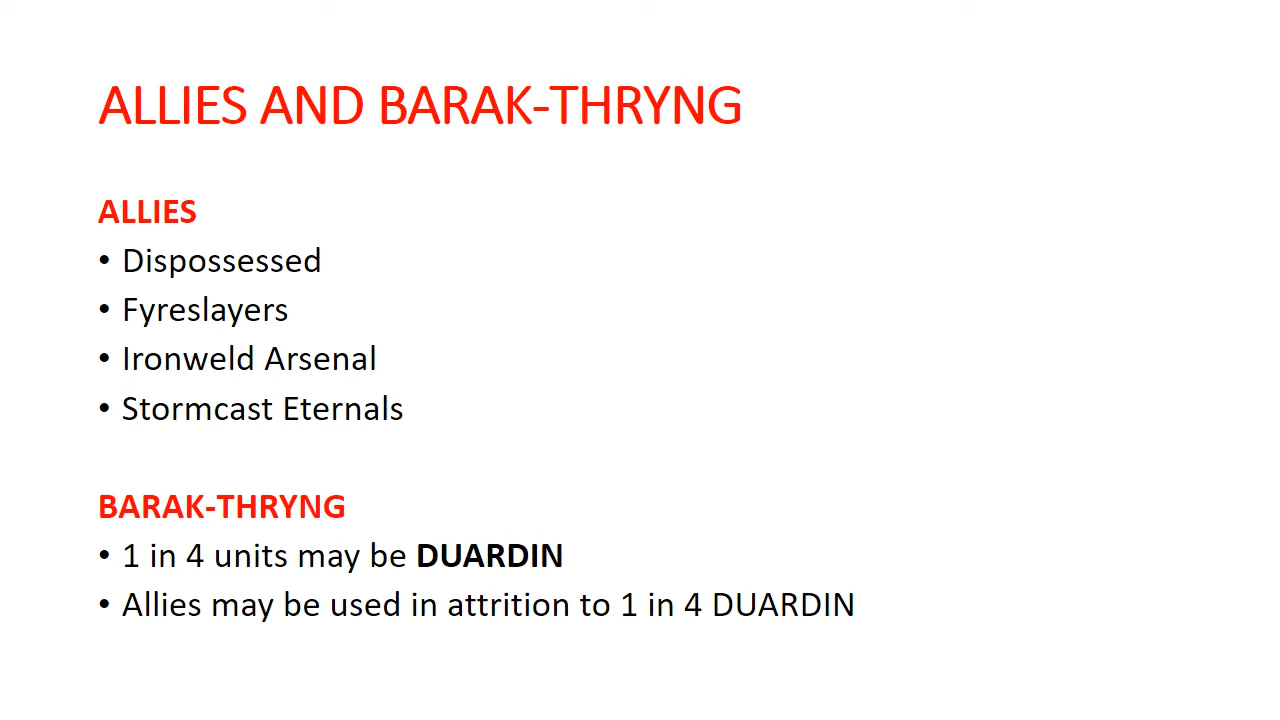 ALLIES AND BARAK-THRYNG
ALLIES
• Dispossessed
• Fyreslayers
• Ironweld Arsenal
• Stormcast Eternals
BARAK-THRYNG
• 1 in 4 units may be DUARDIN
• Allies may be used in attrition to 1 in 4 DUARDIN